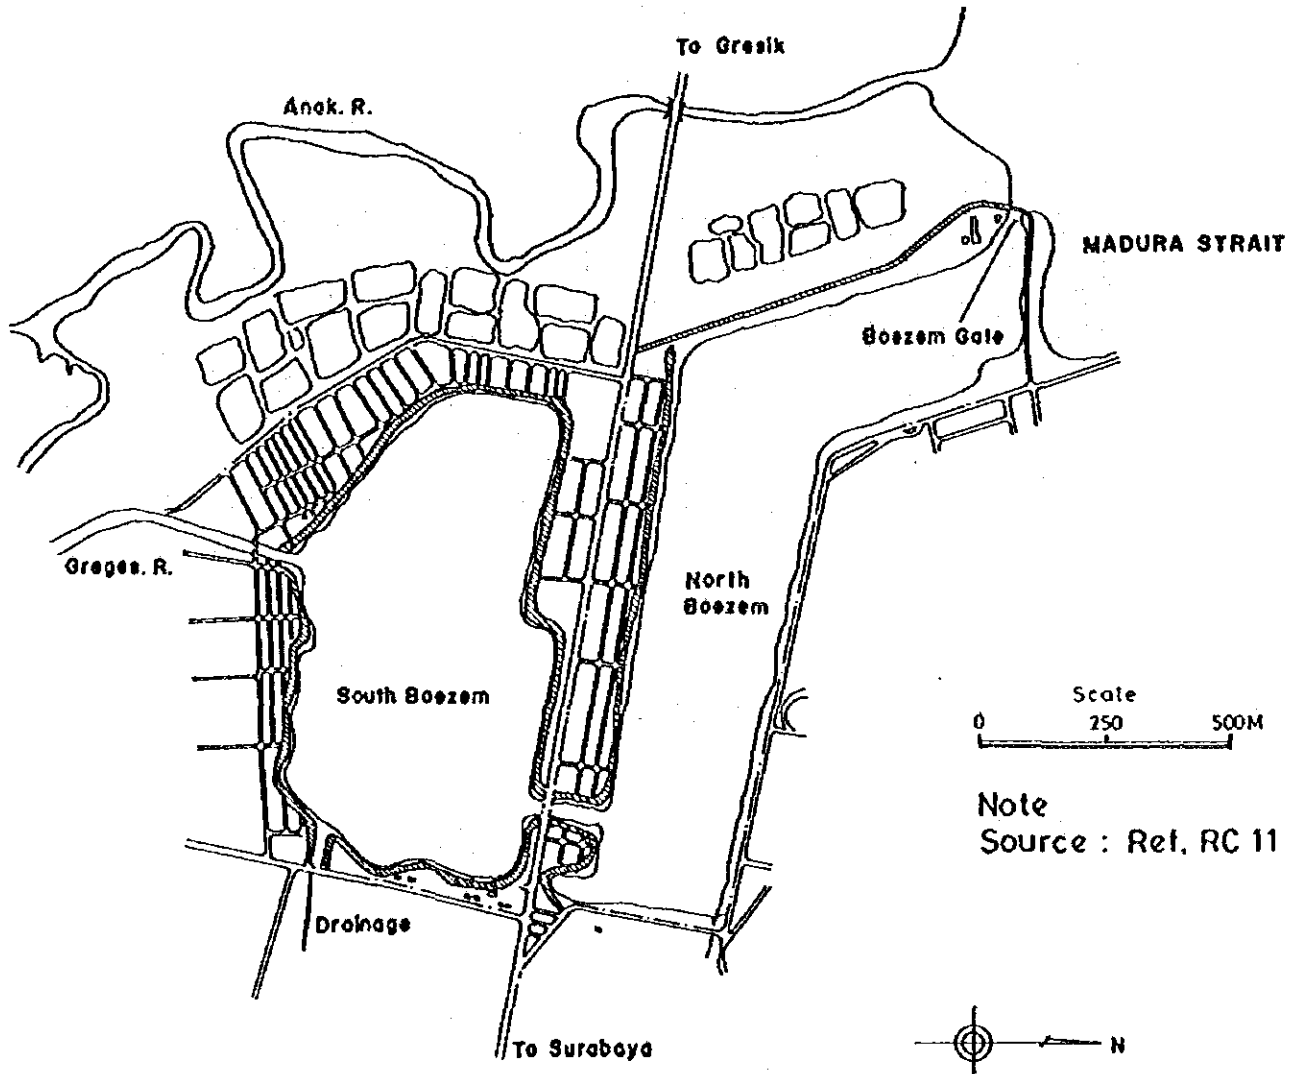 To Gresik
Anak. R.
MADURA STRAIT
Boezem Gate
Greges. R.
North
Boezem
South Boezem
Scale
0 250 500M
Note
Source : Ref, RC 11
Drainage
To Surabaya
N